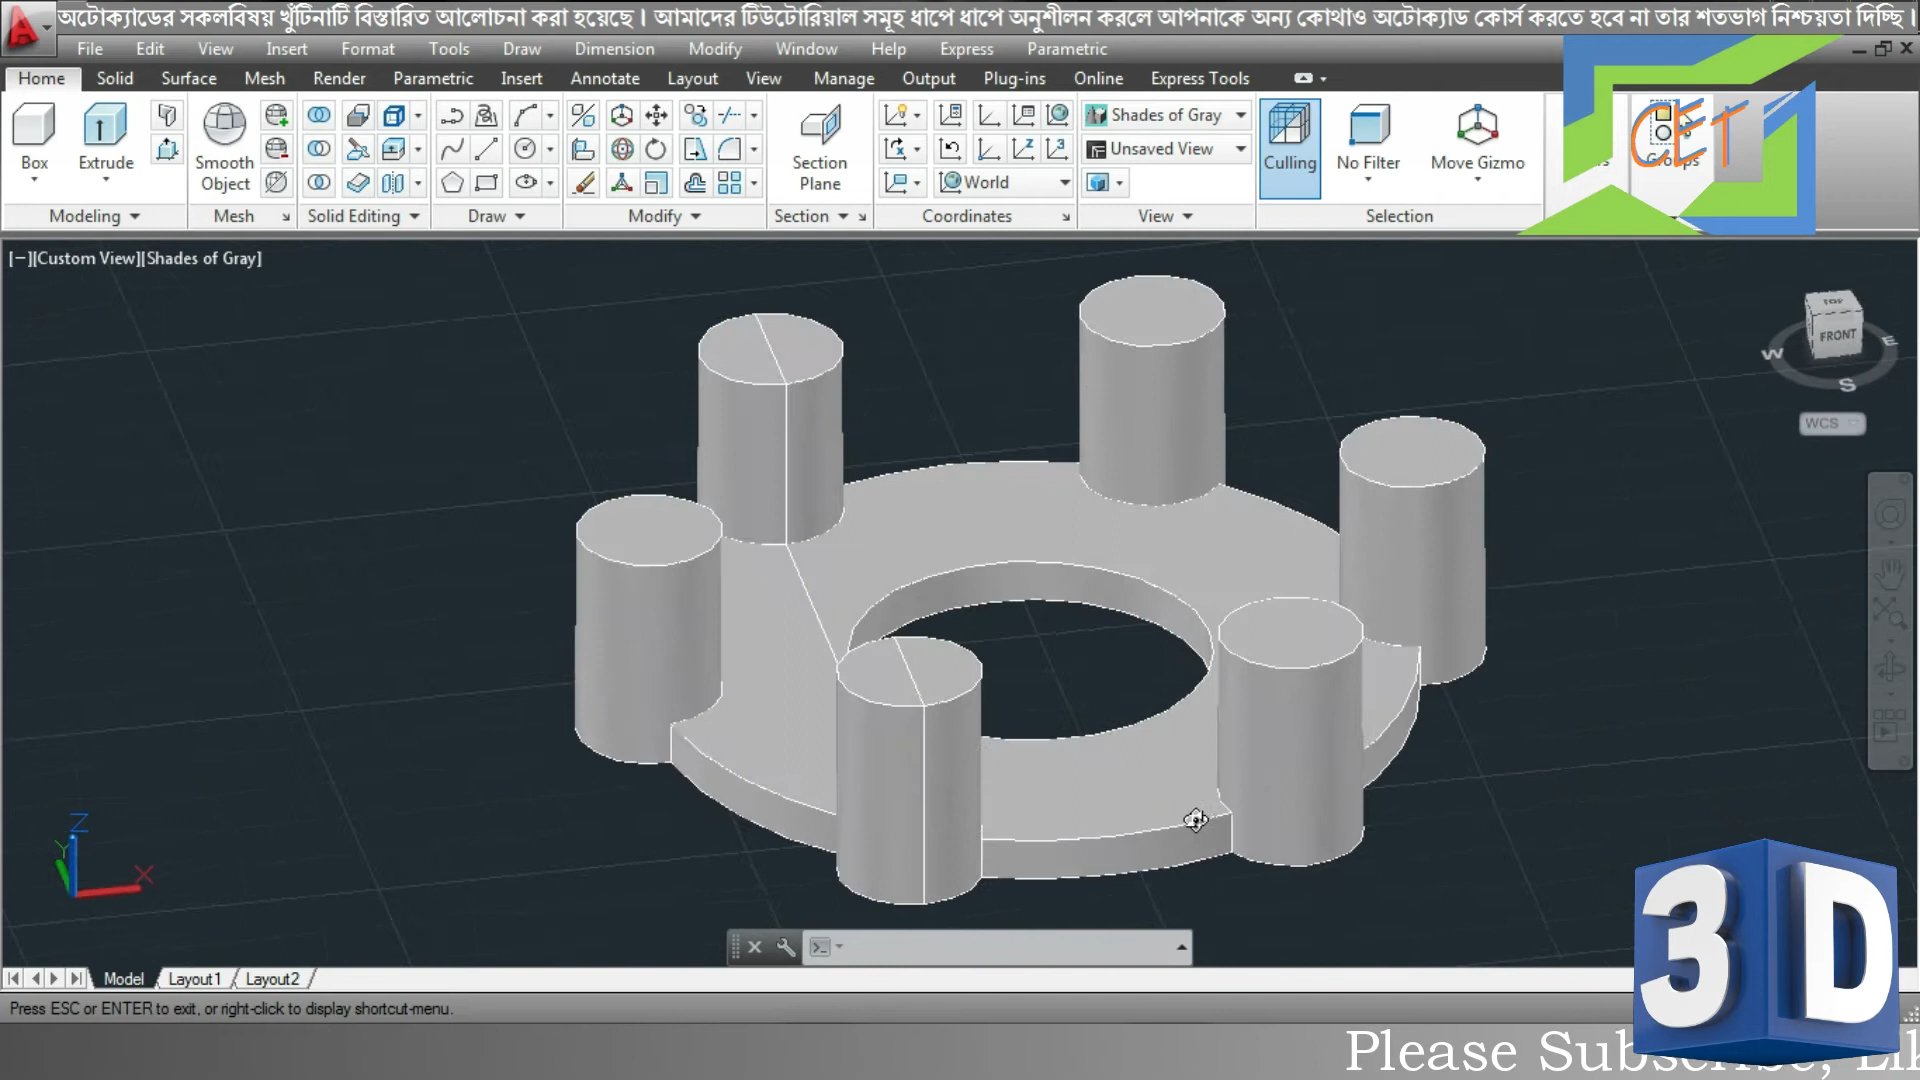 অটোক্যাডের সকলবিষয় খুঁটিনাটি বিস্তারিত আলোচনা করা হয়েছে। আমাদের টিউটোরিয়াল সমূহ ধাপে ধাপে অনুশীলন করলে আপনাকে অন্য কোথাও অটোক্যাড কোর্স করতে হবে না তার শতভাগ নিশ্চয়তা দিচ্ছি।
File Edit View Insert Format Tools Draw Dimension Modify Window Help Express Parametric
Home Solid Surface Mesh Render Parametric Insert Annotate Layout View Manage Output Plug-ins Online Express Tools
Box Extrude Smooth Object Section Plane Shades of Gray Culling No Filter Move Gizmo Groups
Unsaved View
World
CET
Modeling Mesh Solid Editing Draw Modify Section Coordinates View Selection
[−][Custom View][Shades of Gray]
TOP
FRONT
W E
S
WCS
Z
Y
X
Model Layout1 Layout2
Press ESC or ENTER to exit, or right-click to display shortcut-menu.
3D
Please Subscribe, Lik